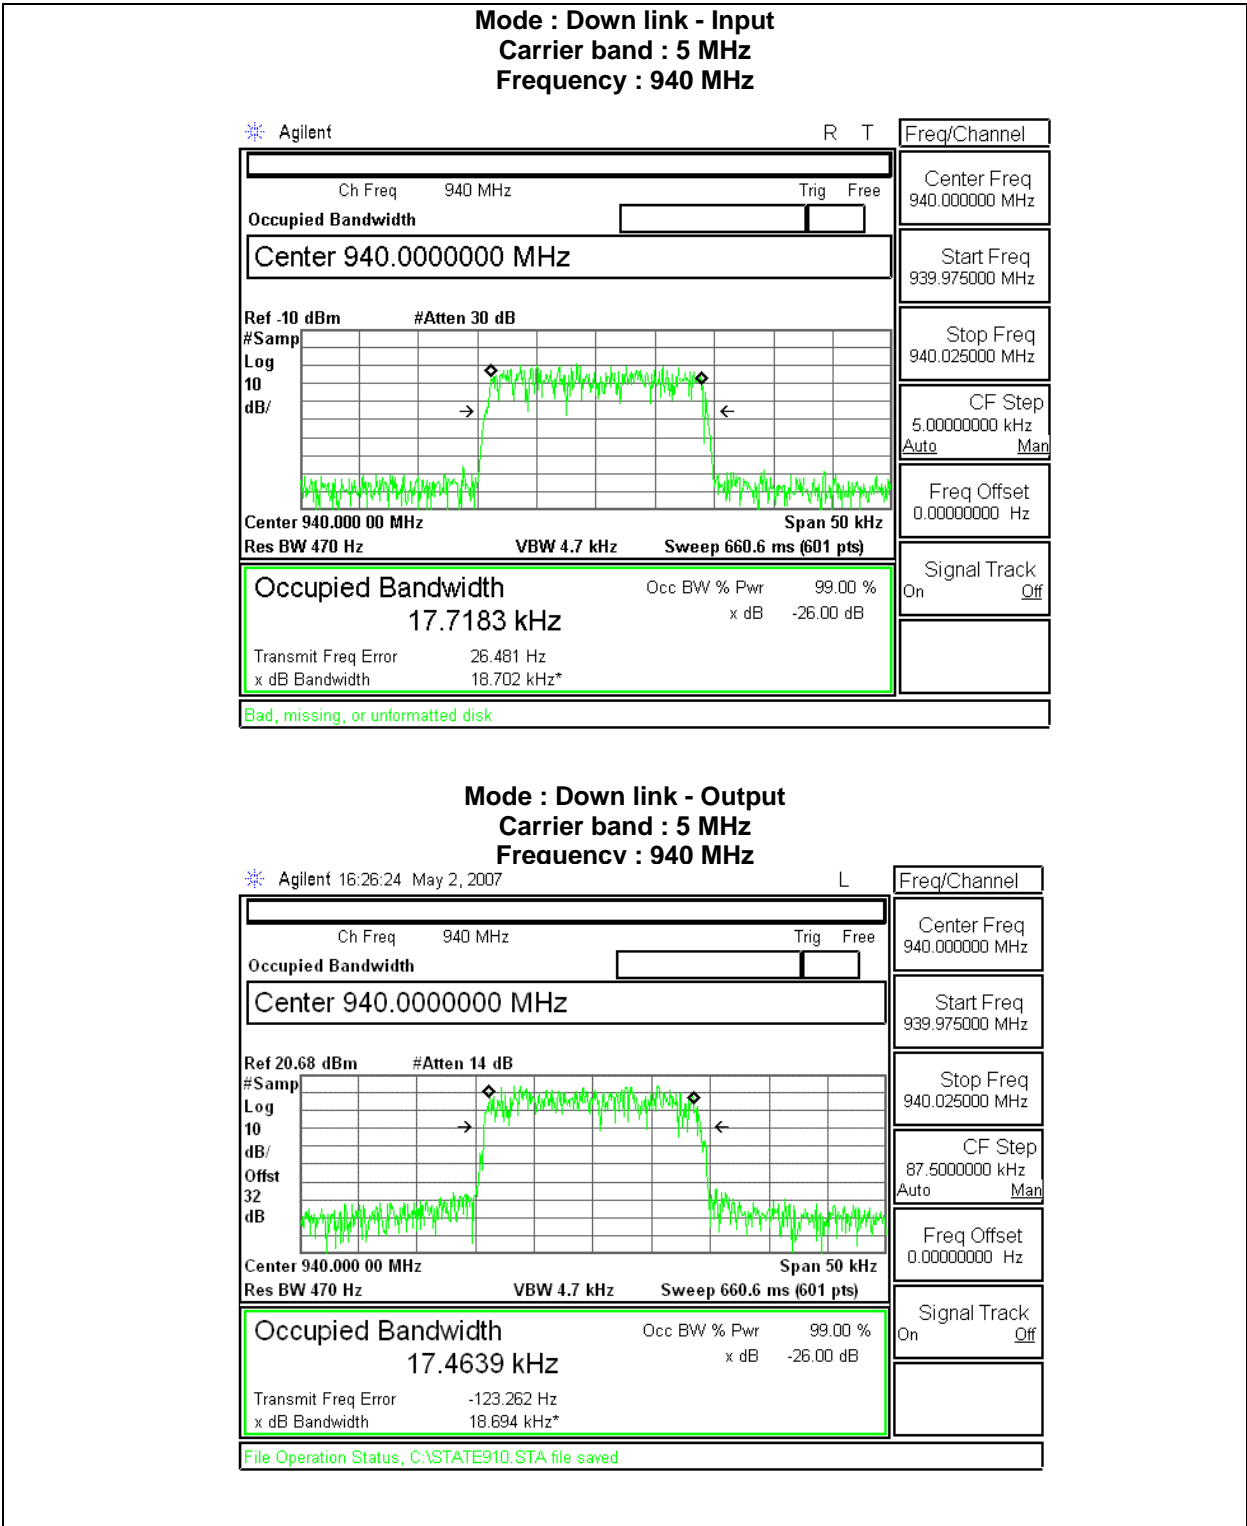 Mode : Down link - Input
Carrier band : 5 MHz
Frequency : 940 MHz
Agilent R T Freq/Channel
Ch Freq 940 MHz Trig Free
Occupied Bandwidth
Center 940.0000000 MHz
Center Freq
940.000000 MHz
Start Freq
939.975000 MHz
Stop Freq
940.025000 MHz
CF Step
5.00000000 kHz
Auto Man
Freq Offset
0.00000000 Hz
Signal Track
On Off
Ref -10 dBm #Atten 30 dB
#Samp
Log
10
dB/
Center 940.000 00 MHz Span 50 kHz
Res BW 470 Hz VBW 4.7 kHz Sweep 660.6 ms (601 pts)
Occupied Bandwidth Occ BW % Pwr 99.00 %
17.7183 kHz x dB -26.00 dB
Transmit Freq Error 26.481 Hz
x dB Bandwidth 18.702 kHz*
Bad, missing, or unformatted disk
Mode : Down link - Output
Carrier band : 5 MHz
Frequency : 940 MHz
Agilent 16:26:24 May 2, 2007 L Freq/Channel
Ch Freq 940 MHz Trig Free
Occupied Bandwidth
Center 940.0000000 MHz
Center Freq
940.000000 MHz
Start Freq
939.975000 MHz
Stop Freq
940.025000 MHz
CF Step
87.5000000 kHz
Auto Man
Freq Offset
0.00000000 Hz
Signal Track
On Off
Ref 20.68 dBm #Atten 14 dB
#Samp
Log
10
dB/
Offst
32
dB
Center 940.000 00 MHz Span 50 kHz
Res BW 470 Hz VBW 4.7 kHz Sweep 660.6 ms (601 pts)
Occupied Bandwidth Occ BW % Pwr 99.00 %
17.4639 kHz x dB -26.00 dB
Transmit Freq Error -123.262 Hz
x dB Bandwidth 18.694 kHz*
File Operation Status, C:\STATE910.STA file saved